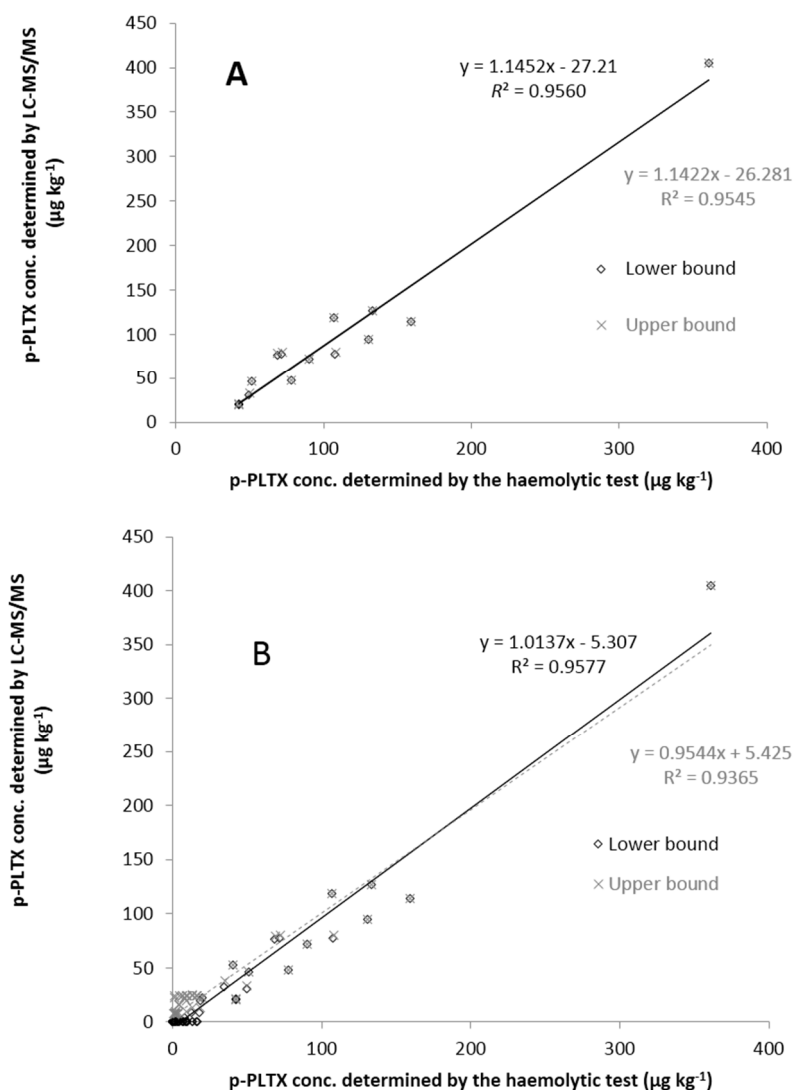 450
400
350
300
250
200
150
100
50
0
p-PLTX conc. determined by LC-MS/MS
(µg kg⁻¹)
A
y = 1.1452x - 27.21
R² = 0.9560
y = 1.1422x - 26.281
R² = 0.9545
Lower bound
Upper bound
0 100 200 300 400
p-PLTX conc. determined by the haemolytic test (µg kg⁻¹)
450
400
350
300
250
200
150
100
50
0
p-PLTX conc. determined by LC-MS/MS
(µg kg⁻¹)
B
y = 1.0137x - 5.307
R² = 0.9577
y = 0.9544x + 5.425
R² = 0.9365
Lower bound
Upper bound
0 100 200 300 400
p-PLTX conc. determined by the haemolytic test (µg kg⁻¹)